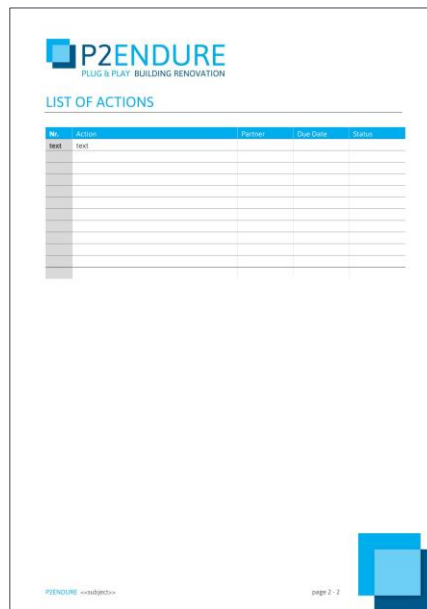 P2ENDURE
PLUG & PLAY BUILDING RENOVATION
LIST OF ACTIONS
Nr. Action Partner Due Date Status
text text
P2ENDURE <<subject>> page 2 - 2